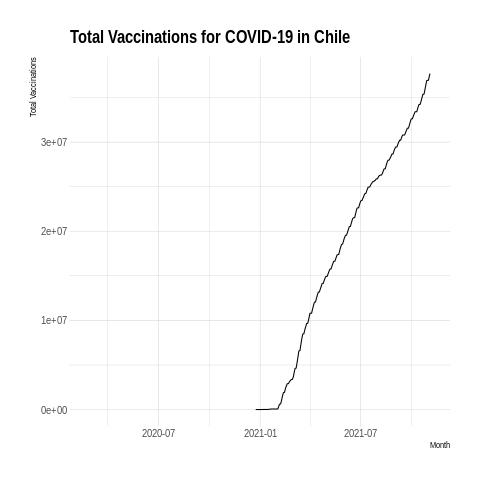 Total Vaccinations for COVID-19 in Chile
Total Vaccinations
3e+07
2e+07
1e+07
0e+00
2020-07 2021-01 2021-07
Month